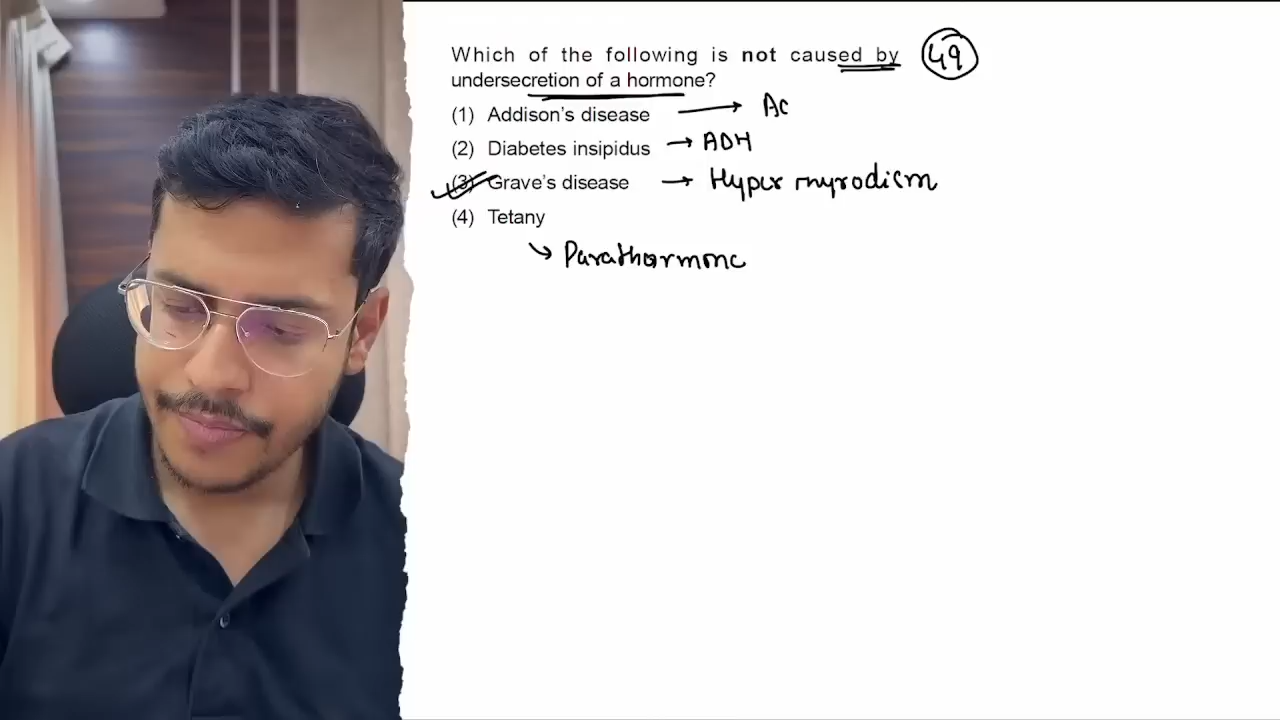 Which of the following is not caused by 49
undersecretion of a hormone?
(1) Addison's disease → AC
(2) Diabetes insipidus → ADH
(3) Grave's disease → Hyper myrodism
(4) Tetany
↳ Parathormone